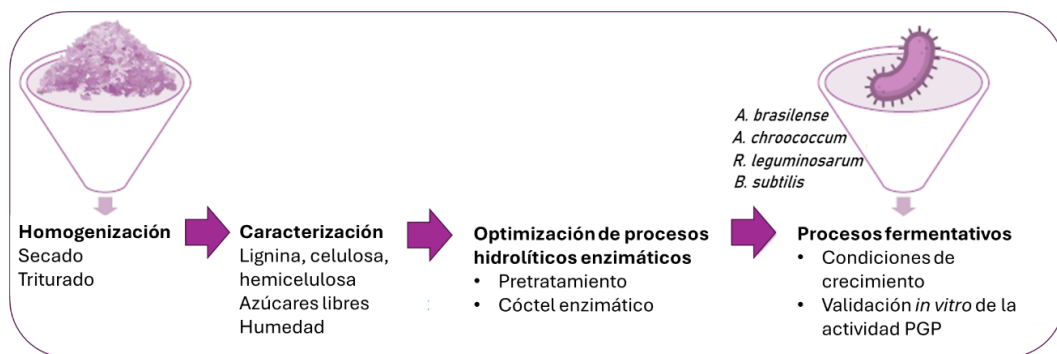 A. brasilense
A. chroococcum
R. leguminosarum
B. subtilis
Homogenización
Secado
Triturado
Caracterización
Lignina, celulosa,
hemicelulosa
Azúcares libres
Humedad
Optimización de procesos
hidrolíticos enzimáticos
• Pretratamiento
• Cóctel enzimático
Procesos fermentativos
• Condiciones de
crecimiento
• Validación in vitro de la
actividad PGP